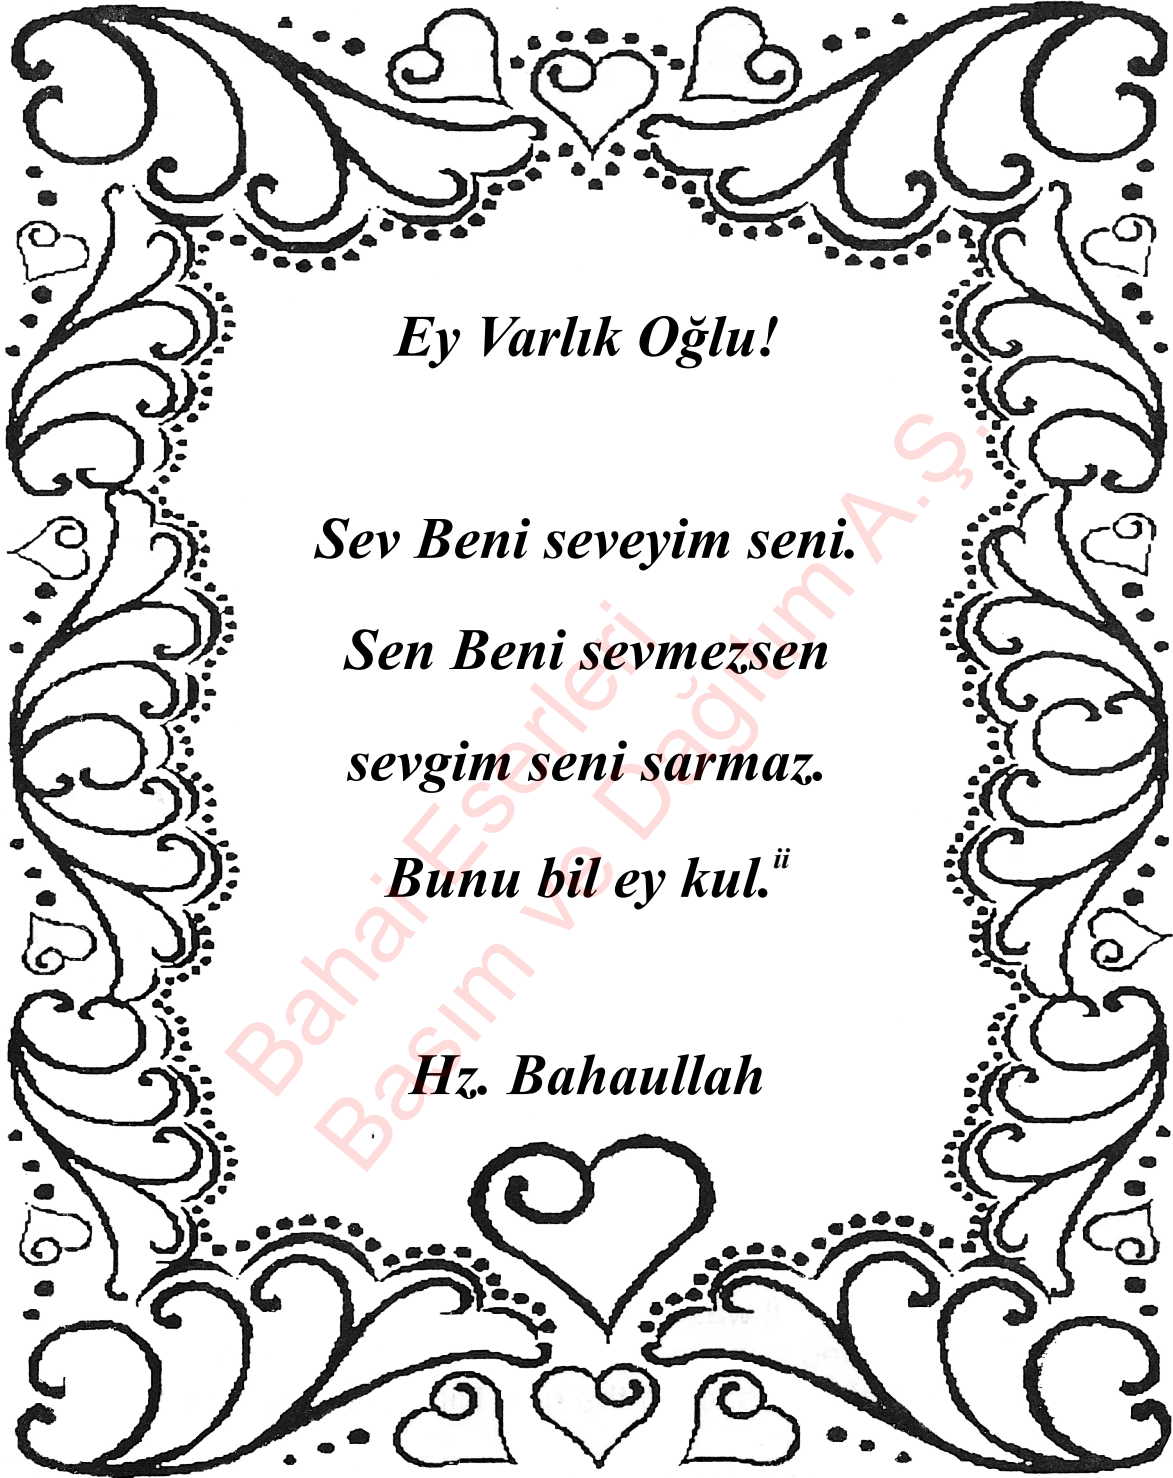 Ey Varlık Oğlu!
Sev Beni seveyim seni.
Sen Beni sevmezsen
sevgim seni sarmaz.
Bunu bil ey kul.ii
Hz. Bahaullah
Bahai Eserleri
Basım ve Dağıtım A.Ş.